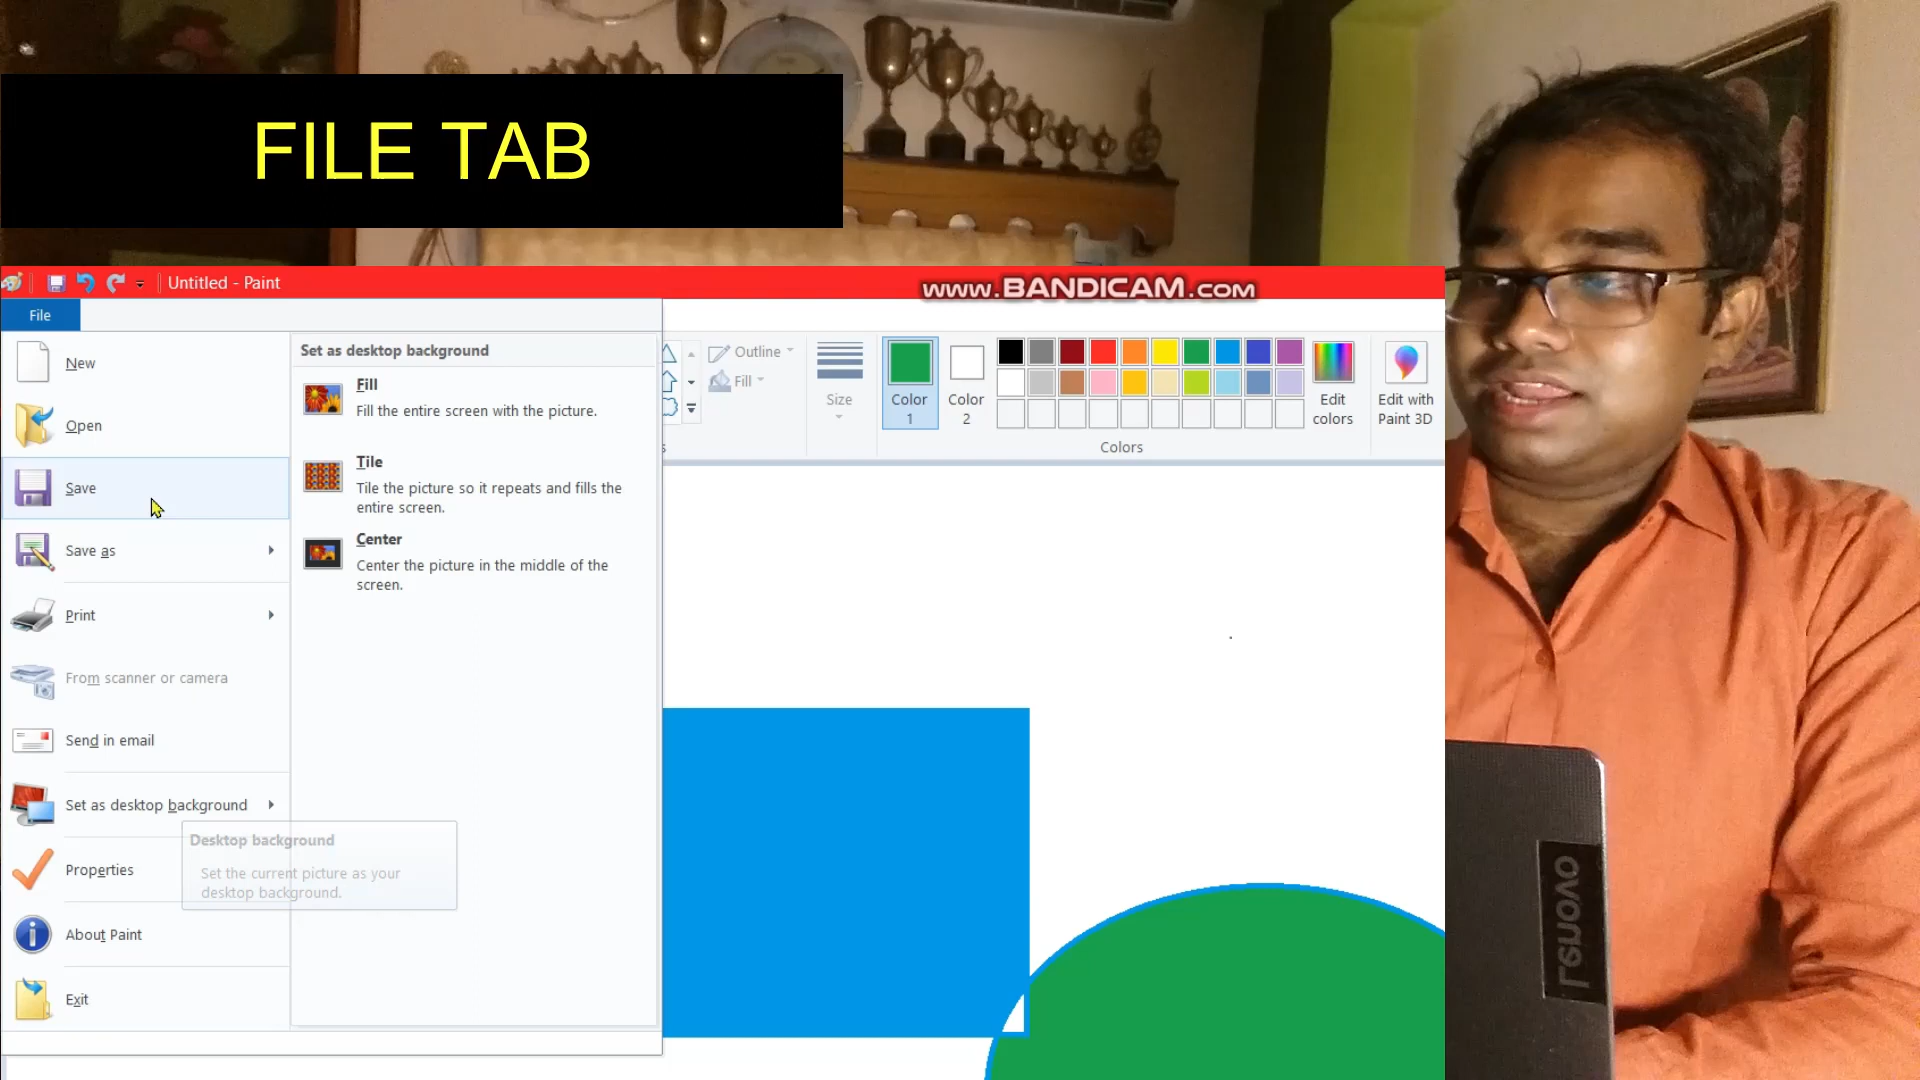 FILE TAB
Untitled - Paint
www.BANDICAM.com
File
New
Open
Save
Save as
Print
From scanner or camera
Send in email
Set as desktop background
Properties
About Paint
Exit
Set as desktop background
Fill
Fill the entire screen with the picture.
Tile
Tile the picture so it repeats and fills the
entire screen.
Center
Center the picture in the middle of the
screen.
Desktop background
Set the current picture as your
desktop background.
Outline
Fill
Size
Color
1
Color
2
Edit
colors
Edit with
Paint 3D
Colors
s
Lenovo